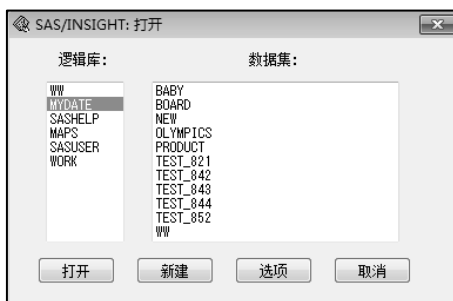 SAS/INSIGHT: 打开
逻辑库:
数据集:
WW
MYDATE
SASHELP
MAPS
SASUSER
WORK
BABY
BOARD
NEW
OLYMPICS
PRODUCT
TEST_821
TEST_842
TEST_843
TEST_844
TEST_852
WW
打开
新建
选项
取消